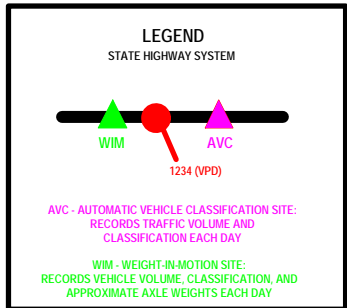 LEGEND
STATE HIGHWAY SYSTEM
WIM
AVC
1234 (VPD)
AVC - AUTOMATIC VEHICLE CLASSIFICATION SITE:
RECORDS TRAFFIC VOLUME AND
CLASSIFICATION EACH DAY
WIM - WEIGHT-IN-MOTION SITE:
RECORDS VEHICLE VOLUME, CLASSIFICATION, AND
APPROXIMATE AXLE WEIGHTS EACH DAY